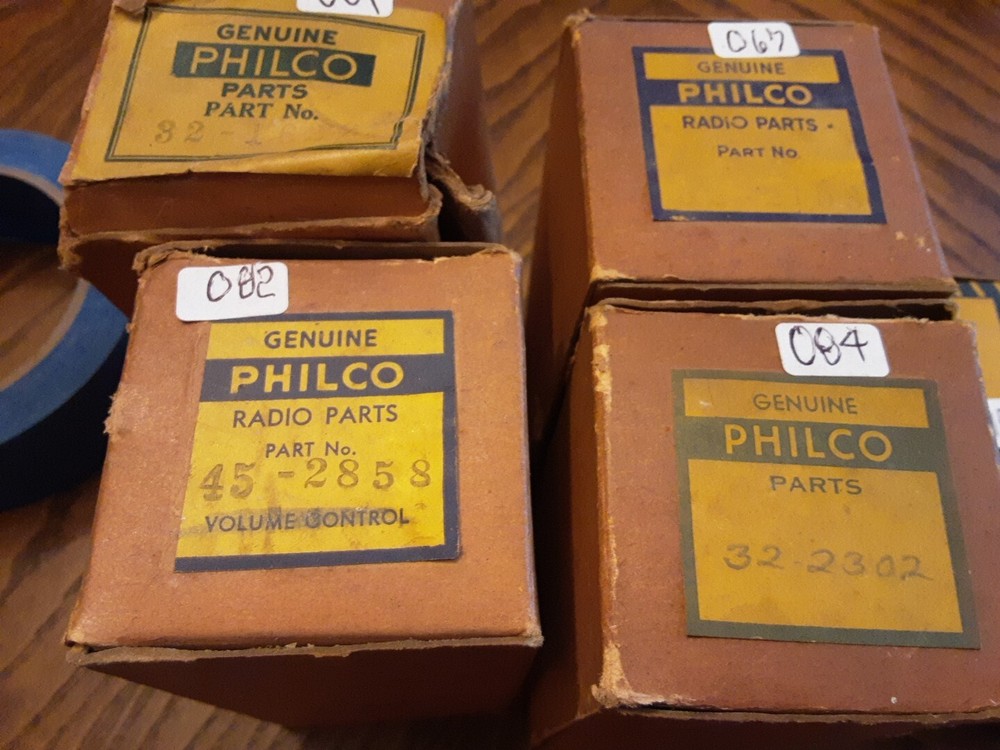 GENUINE
PHILCO
PARTS
PART No.
32-
067
GENUINE
PHILCO
RADIO PARTS
PART No.
082
GENUINE
PHILCO
RADIO PARTS
PART No.
45-2858
VOLUME CONTROL
084
GENUINE
PHILCO
PARTS
32-2302